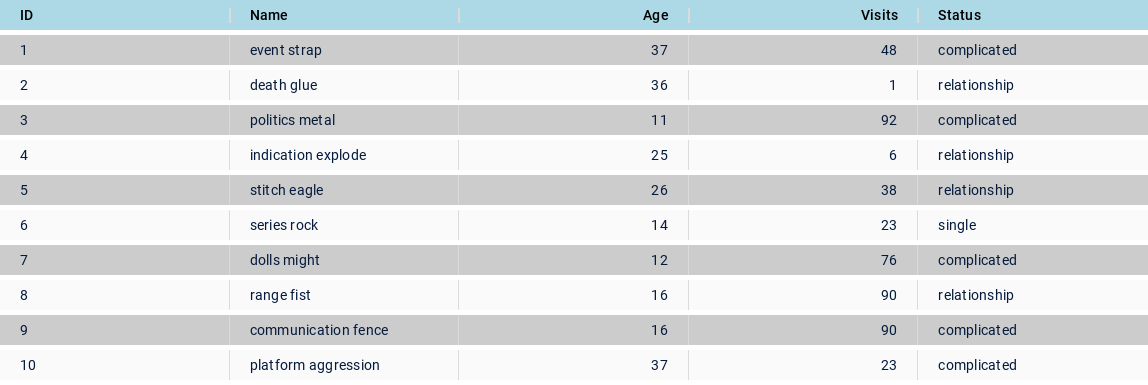 ID Name Age Visits Status
1 event strap 37 48 complicated
2 death glue 36 1 relationship
3 politics metal 11 92 complicated
4 indication explode 25 6 relationship
5 stitch eagle 26 38 relationship
6 series rock 14 23 single
7 dolls might 12 76 complicated
8 range fist 16 90 relationship
9 communication fence 16 90 complicated
10 platform aggression 37 23 complicated